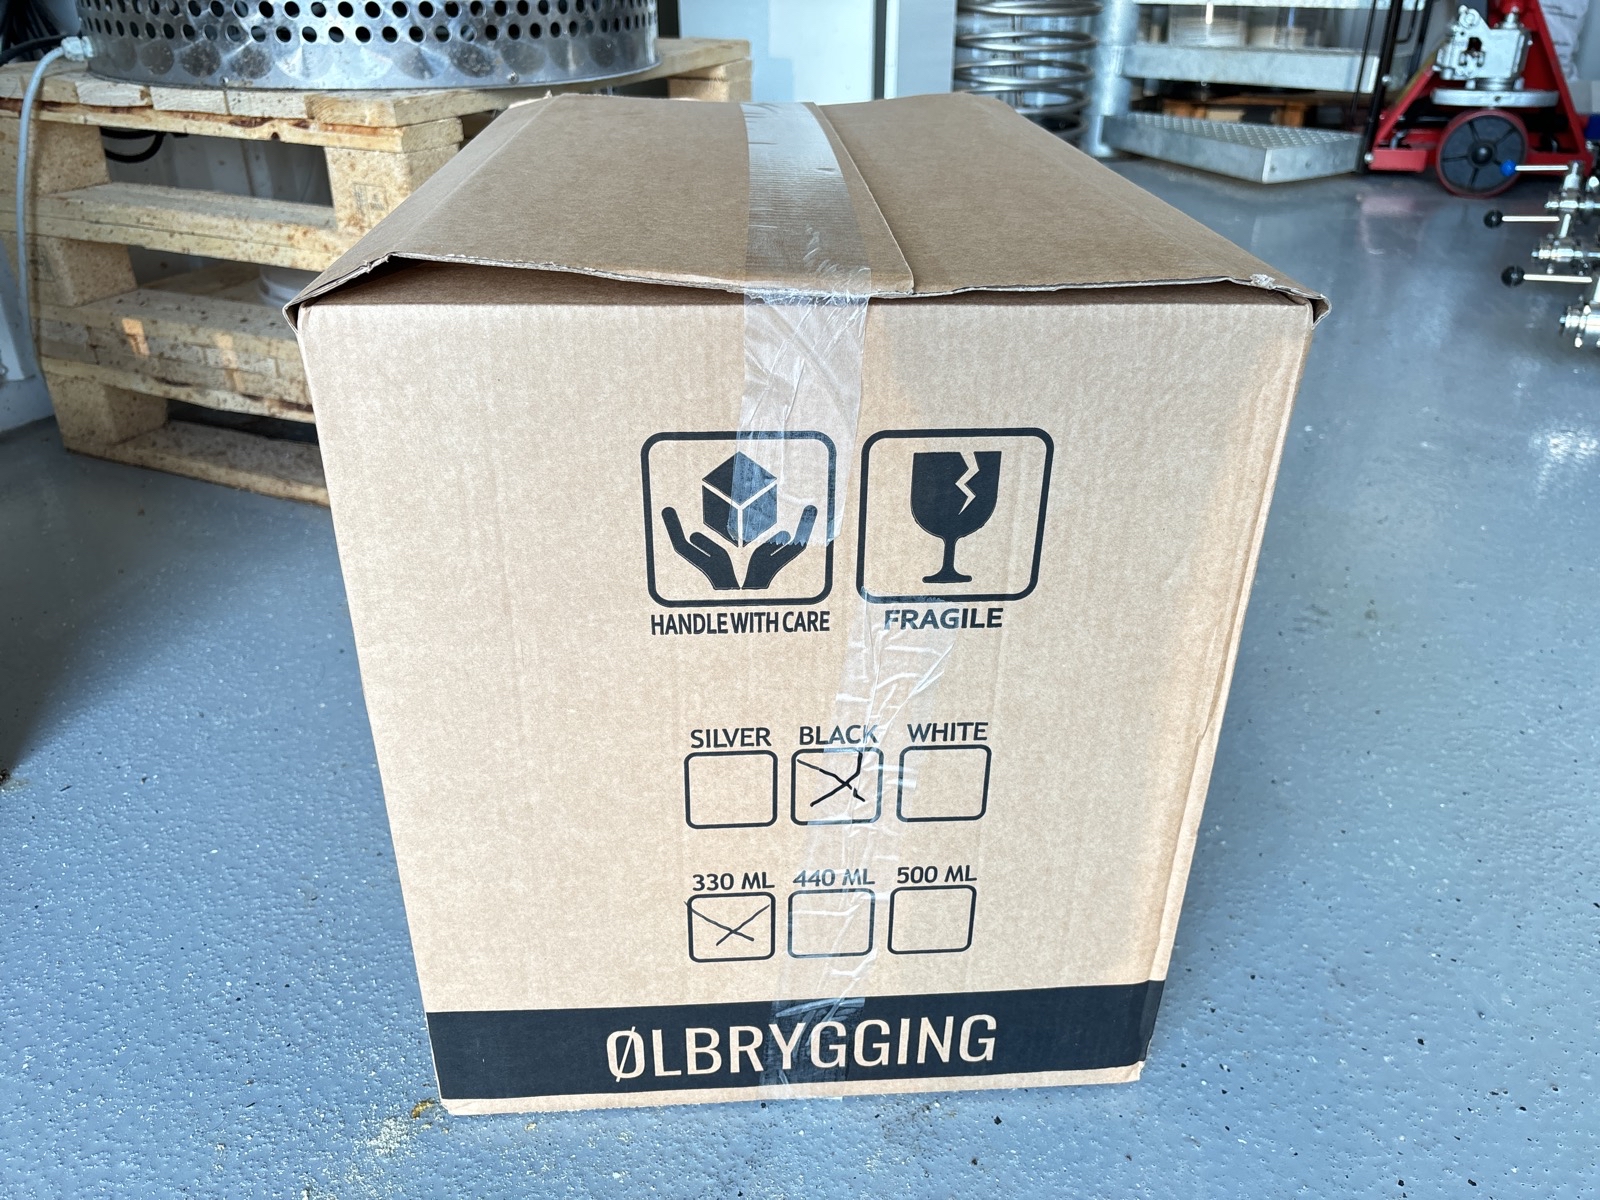 HANDLE WITH CARE FRAGILE
SILVER BLACK WHITE
330 ML 440 ML 500 ML
ØLBRYGGING